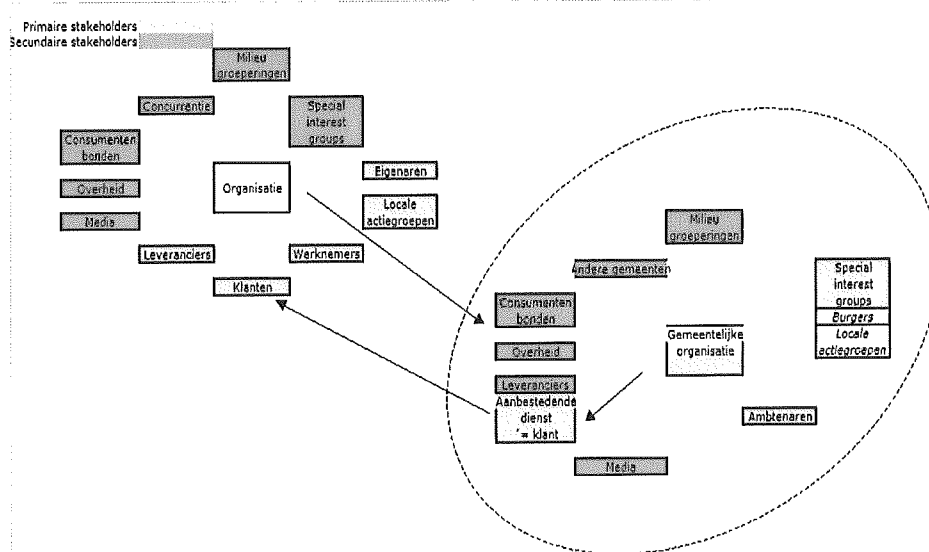 Primaire stakeholders
Secundaire stakeholders
Milieu
groeperingen
Concurrentie
Special
interest
groups
Consumenten
bonden
Eigenaren
Organisatie
Overheid
Locale
actiegroepen
Media
Leveranciers
Werknemers
Klanten
Milieu
groeperingen
Andere gemeenten
Special
interest
groups
Burgers
Locale
actiegroepen
Consumenten
bonden
Gemeentelijke
organisatie
Overheid
Leveranciers
Aanbestedende
dienst
'= klant
Ambtenaren
Media